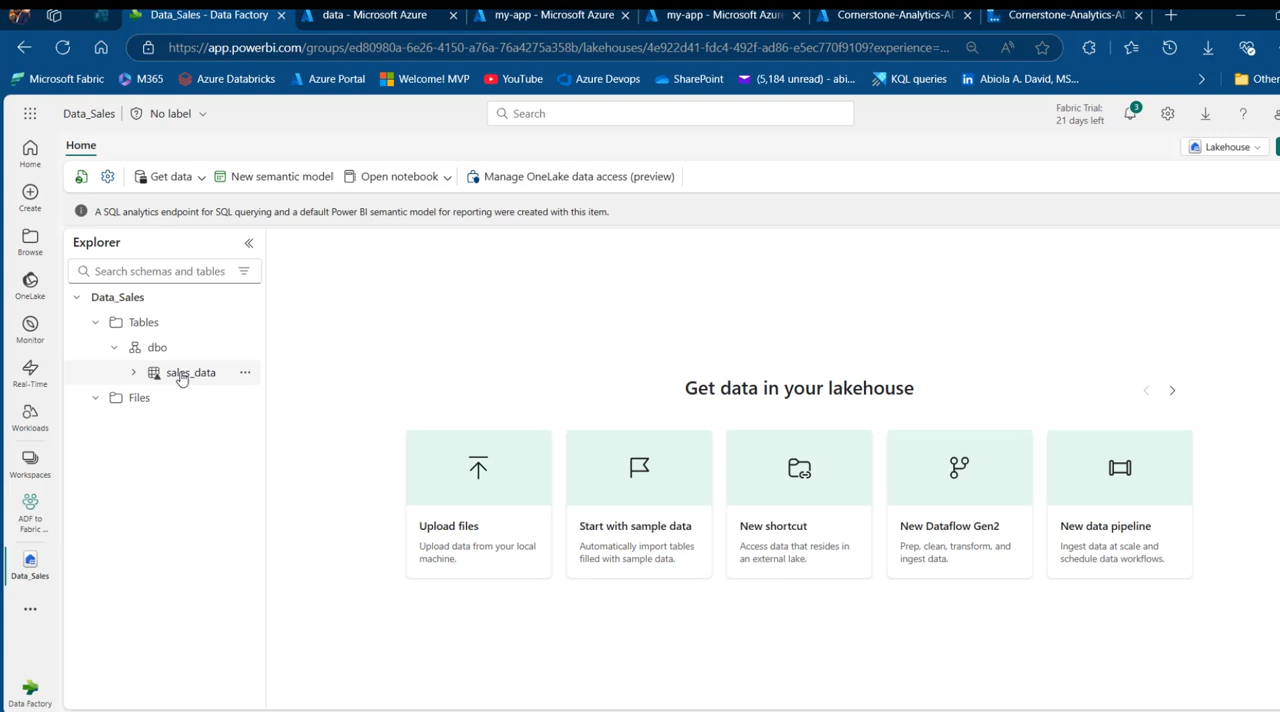 Data_Sales - Data Factory
data - Microsoft Azure
my-app - Microsoft Azure
my-app - Microsoft Azure
Cornerstone-Analytics-AD
Cornerstone-Analytics-AD
https://app.powerbi.com/groups/ed80980a-6e26-4150-a76a-76a4275a358b/lakehouses/4e922d41-fdc4-492f-ad86-e5ec770f9109?experience=...
Microsoft Fabric
M365
Azure Databricks
Azure Portal
Welcome! MVP
YouTube
Azure Devops
SharePoint
(5,184 unread) - abi...
KQL queries
Abiola A. David, MS...
Other
Data_Sales
No label
Search
Fabric Trial:
21 days left
3
?
Home
Lakehouse
Get data
New semantic model
Open notebook
Manage OneLake data access (preview)
A SQL analytics endpoint for SQL querying and a default Power BI semantic model for reporting were created with this item.
Home
Create
Browse
OneLake
Monitor
Real-Time
Workloads
Workspaces
ADF to
Fabric ...
Data_Sales
Data Factory
Explorer
Search schemas and tables
Data_Sales
Tables
dbo
sales_data
Files
Get data in your lakehouse
Upload files
Upload data from your local
machine.
Start with sample data
Automatically import tables
filled with sample data.
New shortcut
Access data that resides in
an external lake.
New Dataflow Gen2
Prep, clean, transform, and
ingest data.
New data pipeline
Ingest data at scale and
schedule data workflows.